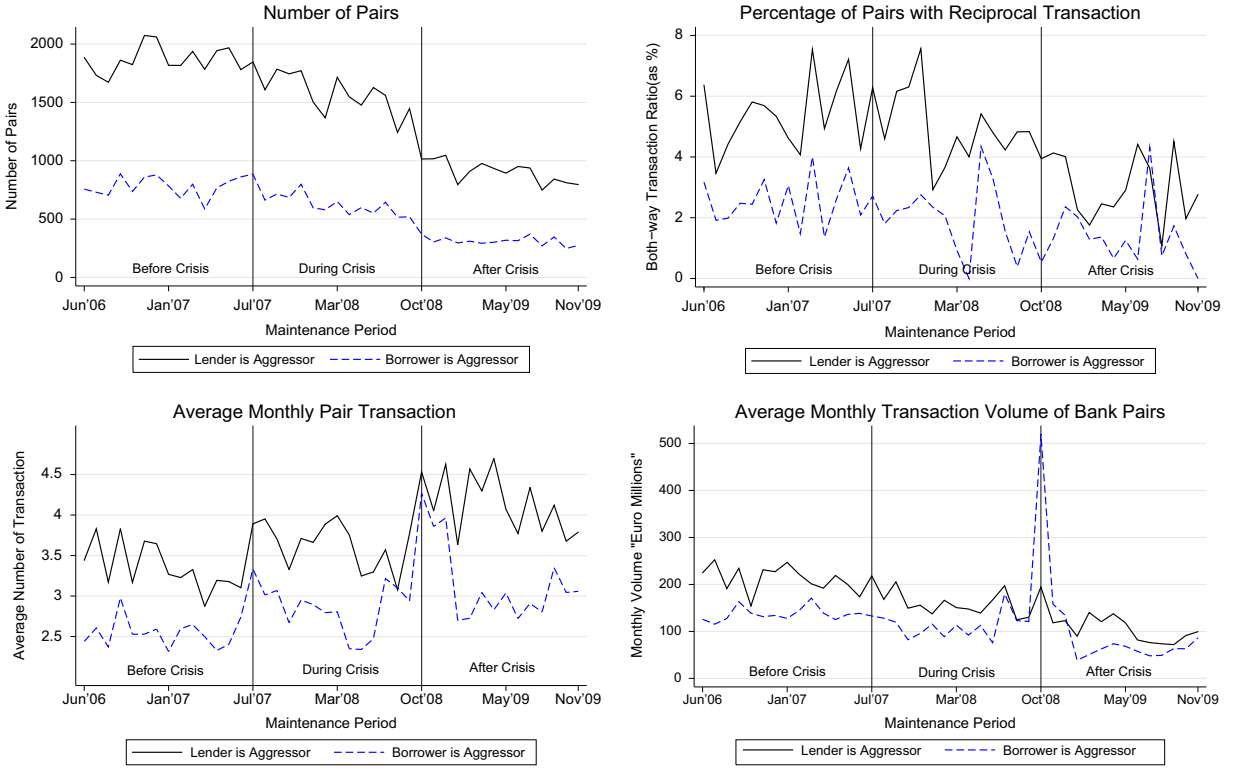 Number of Pairs
Number of Pairs
2000
1500
1000
500
0
Before Crisis
During Crisis
After Crisis
Jun'06
Jan'07
Jul'07
Mar'08
Oct'08
May'09
Nov'09
Maintenance Period
Lender is Aggressor
Borrower is Aggressor
Percentage of Pairs with Reciprocal Transaction
Both−way Transaction Ratio(as %)
8
6
4
2
0
Before Crisis
During Crisis
After Crisis
Jun'06
Jan'07
Jul'07
Mar'08
Oct'08
May'09
Nov'09
Maintenance Period
Lender is Aggressor
Borrower is Aggressor
Average Monthly Pair Transaction
Average Number of Transaction
4.5
4
3.5
3
2.5
Before Crisis
During Crisis
After Crisis
Jun'06
Jan'07
Jul'07
Mar'08
Oct'08
May'09
Nov'09
Maintenance Period
Lender is Aggressor
Borrower is Aggressor
Average Monthly Transaction Volume of Bank Pairs
Monthly Volume "Euro Millions"
500
400
300
200
100
0
Before Crisis
During Crisis
After Crisis
Jun'06
Jan'07
Jul'07
Mar'08
Oct'08
May'09
Nov'09
Maintenance Period
Lender is Aggressor
Borrower is Aggressor